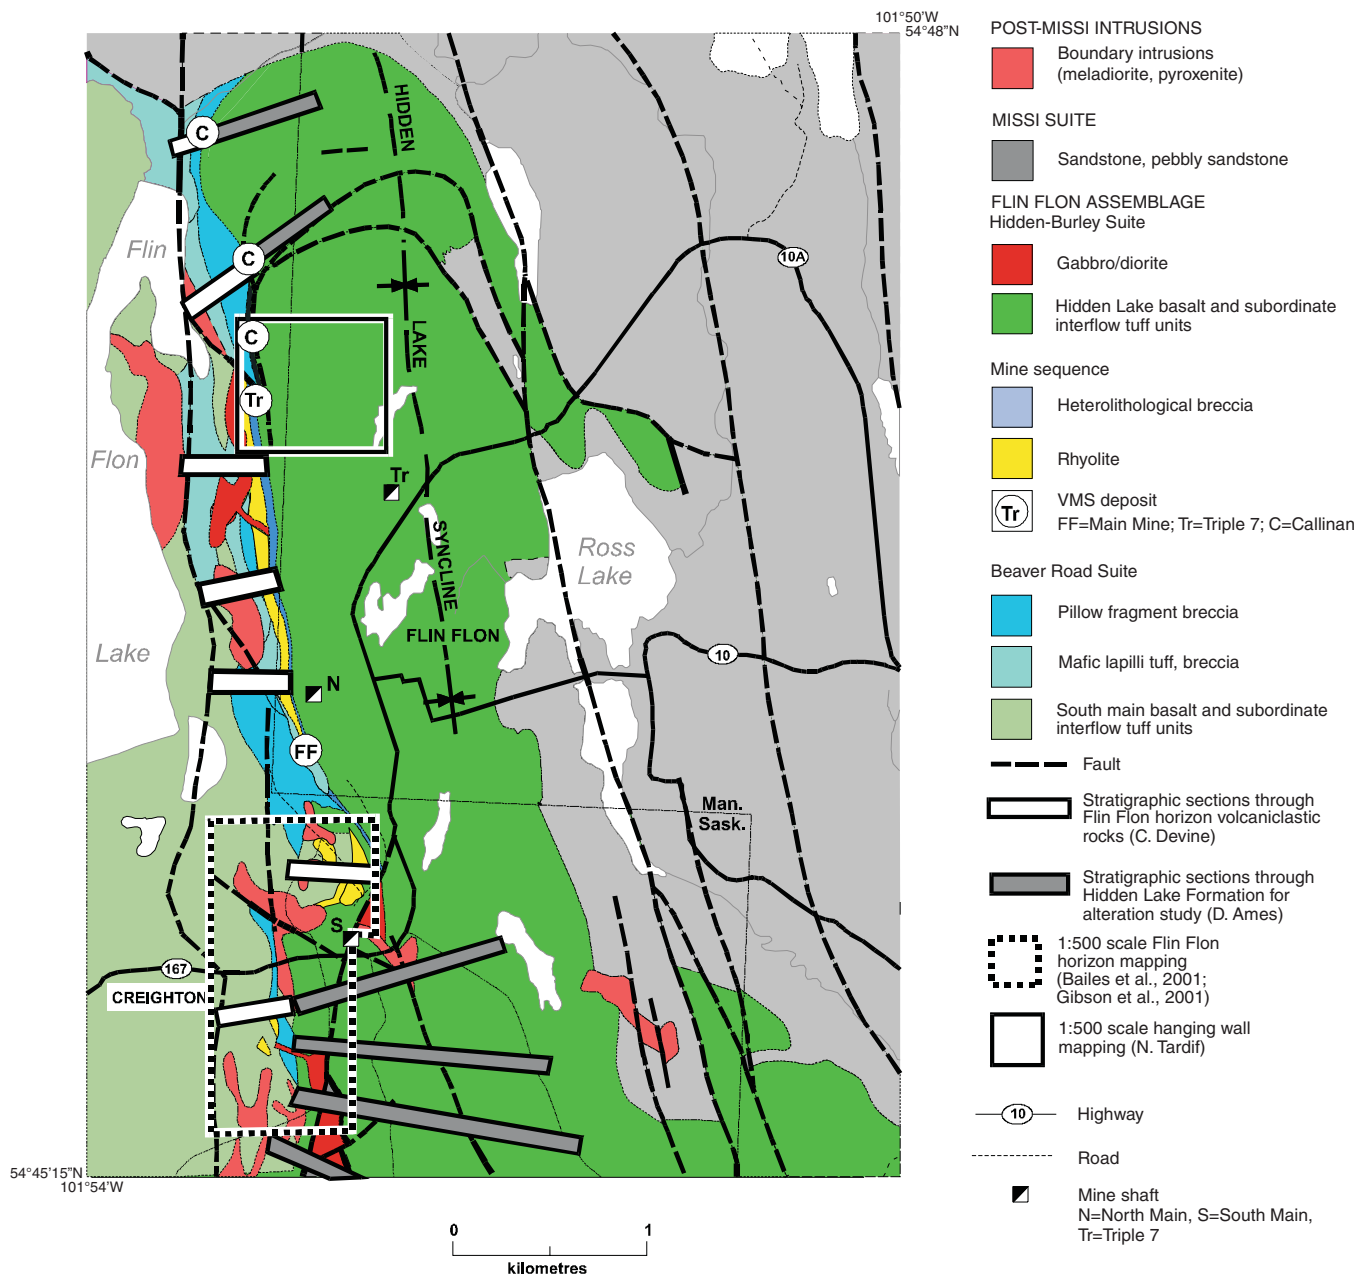 101°50'W
54°48"N
HIDDEN
LAKE
SYNCLINE
Flin
Flon
Lake
C
C
C
Tr
Tr
10A
Ross
Lake
FLIN FLON
10
N
FF
Man.
Sask.
S
167
CREIGHTON
54°45'15"N
101°54'W
0 1
kilometres
POST-MISSI INTRUSIONS
Boundary intrusions
(meladiorite, pyroxenite)
MISSI SUITE
Sandstone, pebbly sandstone
FLIN FLON ASSEMBLAGE
Hidden-Burley Suite
Gabbro/diorite
Hidden Lake basalt and subordinate
interflow tuff units
Mine sequence
Heterolithological breccia
Rhyolite
Tr
VMS deposit
FF=Main Mine; Tr=Triple 7; C=Callinan
Beaver Road Suite
Pillow fragment breccia
Mafic lapilli tuff, breccia
South main basalt and subordinate
interflow tuff units
Fault
Stratigraphic sections through
Flin Flon horizon volcaniclastic
rocks (C. Devine)
Stratigraphic sections through
Hidden Lake Formation for
alteration study (D. Ames)
1:500 scale Flin Flon
horizon mapping
(Bailes et al., 2001;
Gibson et al., 2001)
1:500 scale hanging wall
mapping (N. Tardif)
10
Highway
Road
Mine shaft
N=North Main, S=South Main,
Tr=Triple 7